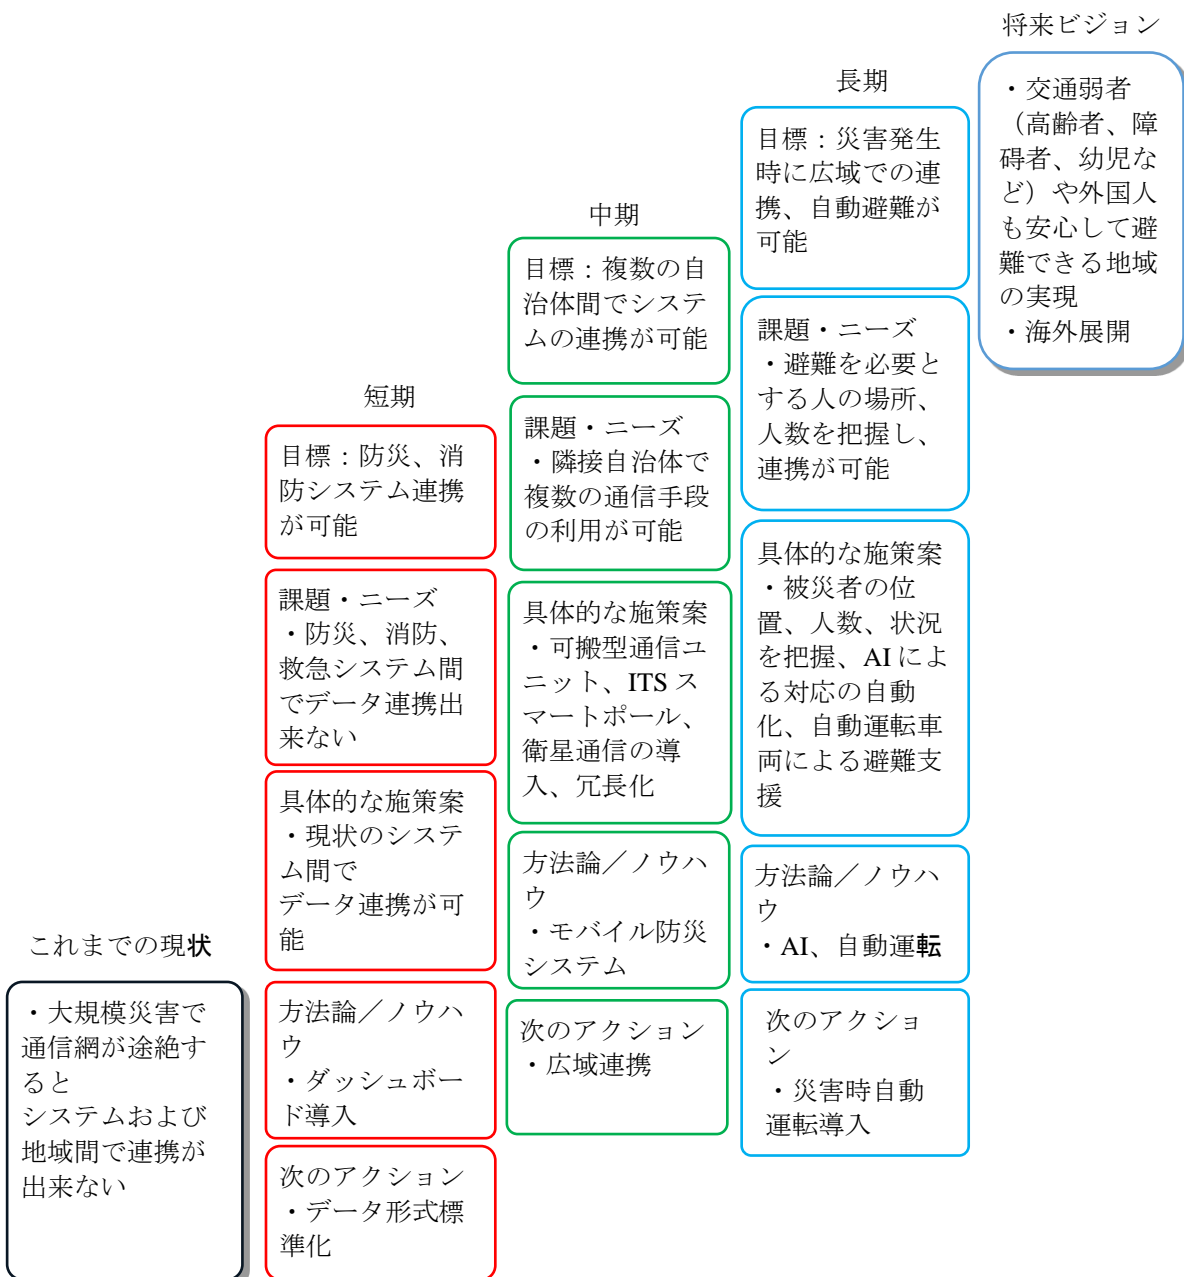 これまでの現状
・大規模災害で
通信網が途絶す
ると
システムおよび
地域間で連携が
出来ない
短期
目標：防災、消
防システム連携
が可能
課題・ニーズ
・防災、消防、
救急システム間
でデータ連携出
来ない
具体的な施策案
・現状のシステ
ム間で
データ連携が可
能
方法論／ノウハ
ウ
・ダッシュボー
ド導入
次のアクション
・データ形式標
準化
中期
目標：複数の自
治体間でシステ
ムの連携が可能
課題・ニーズ
・隣接自治体で
複数の通信手段
の利用が可能
具体的な施策案
・可搬型通信ユ
ニット、ITS ス
マートポール、
衛星通信の導
入、冗長化
方法論／ノウハ
ウ
・モバイル防災
システム
次のアクション
・広域連携
長期
目標：災害発生
時に広域での連
携、自動避難が
可能
課題・ニーズ
・避難を必要と
する人の場所、
人数を把握し、
連携が可能
具体的な施策案
・被災者の位
置、人数、状況
を把握、AI によ
る対応の自動
化、自動運転車
両による避難支
援
方法論／ノウハ
ウ
・AI、自動運転
次のアクショ
ン
・災害時自動
運転導入
将来ビジョン
・交通弱者
（高齢者、障
碍者、幼児な
ど）や外国人
も安心して避
難できる地域
の実現
・海外展開